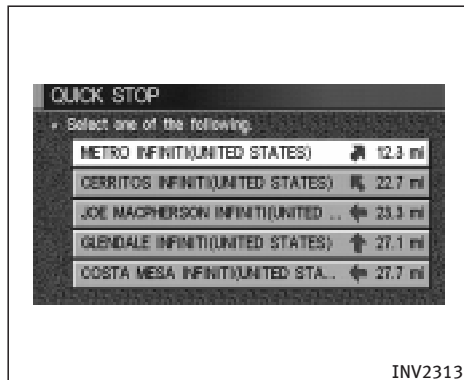 QUICK STOP
Select one of the following
METRO INFINITI(UNITED STATES) 12.8 mi
CERRITOS INFINITI(UNITED STATES) 22.7 mi
JOE MACPHERSON INFINITI(UNITED ... 23.3 mi
GLENDALE INFINITI(UNITED STATES) 27.1 mi
COSTA MESA INFINITI(UNITED STA... 27.7 mi
INV2313